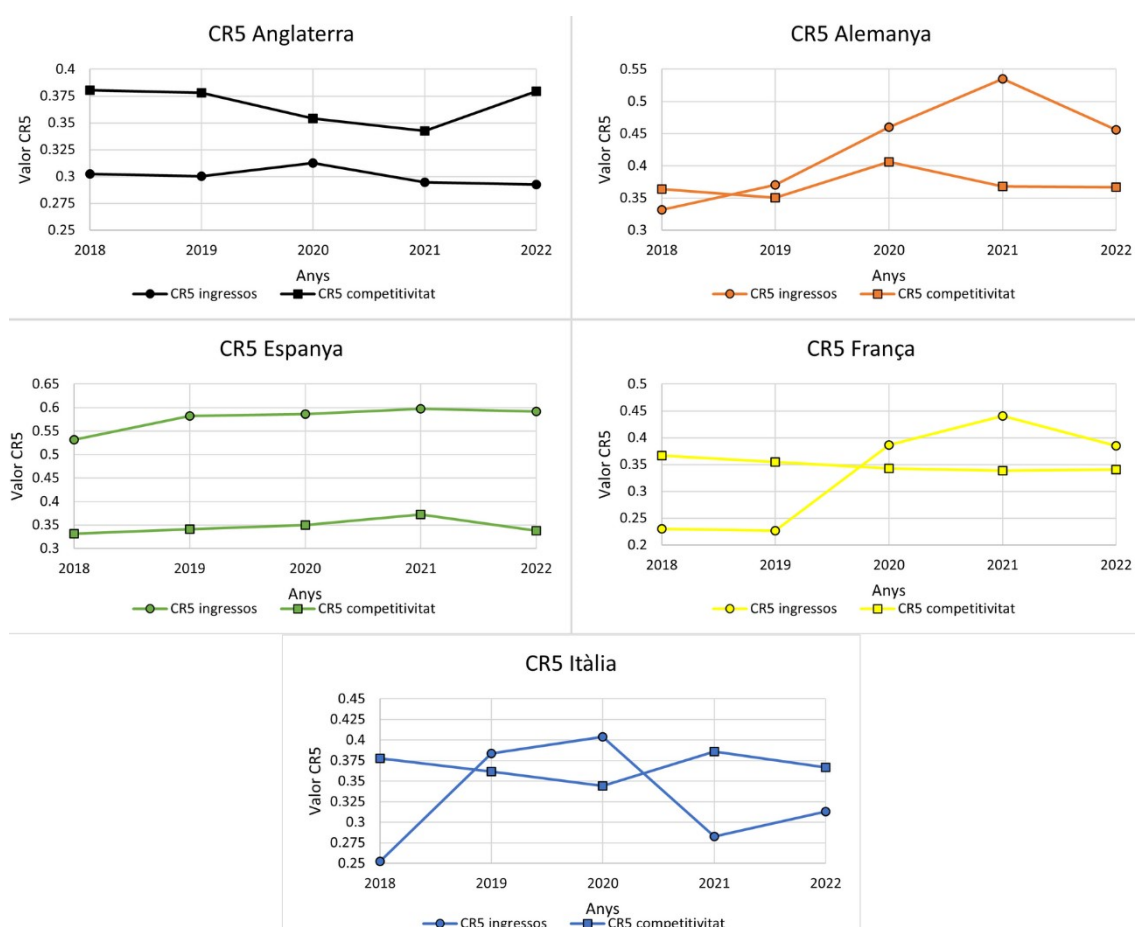 CR5 Anglaterra
0.4
0.375
0.35
0.325
0.3
0.275
0.25
Valor CR5
2018 2019 2020 2021 2022
Anys
CR5 ingressos CR5 competitivitat
CR5 Alemanya
0.55
0.5
0.45
0.4
0.35
0.3
Valor CR5
2018 2019 2020 2021 2022
Anys
CR5 ingressos CR5 competitivitat
CR5 Espanya
0.65
0.6
0.55
0.5
0.45
0.4
0.35
0.3
Valor CR5
2018 2019 2020 2021 2022
Anys
CR5 ingressos CR5 competitivitat
CR5 França
0.5
0.45
0.4
0.35
0.3
0.25
0.2
Valor CR5
2018 2019 2020 2021 2022
Anys
CR5 ingressos CR5 competitivitat
CR5 Itàlia
0.45
0.425
0.4
0.375
0.35
0.325
0.3
0.275
0.25
Valor CR5
2018 2019 2020 2021 2022
Anys
CR5 ingressos CR5 competitivitat